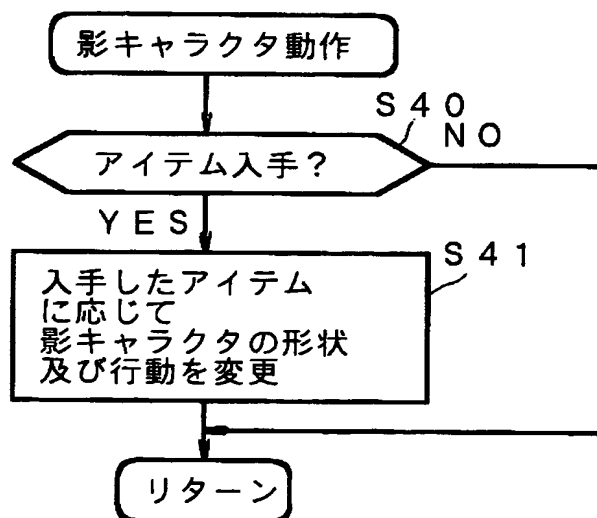 影キャラクタ動作
S40
NO
アイテム入手?
YES
S41
入手したアイテム
に応じて
影キャラクタの形状
及び行動を変更
リターン